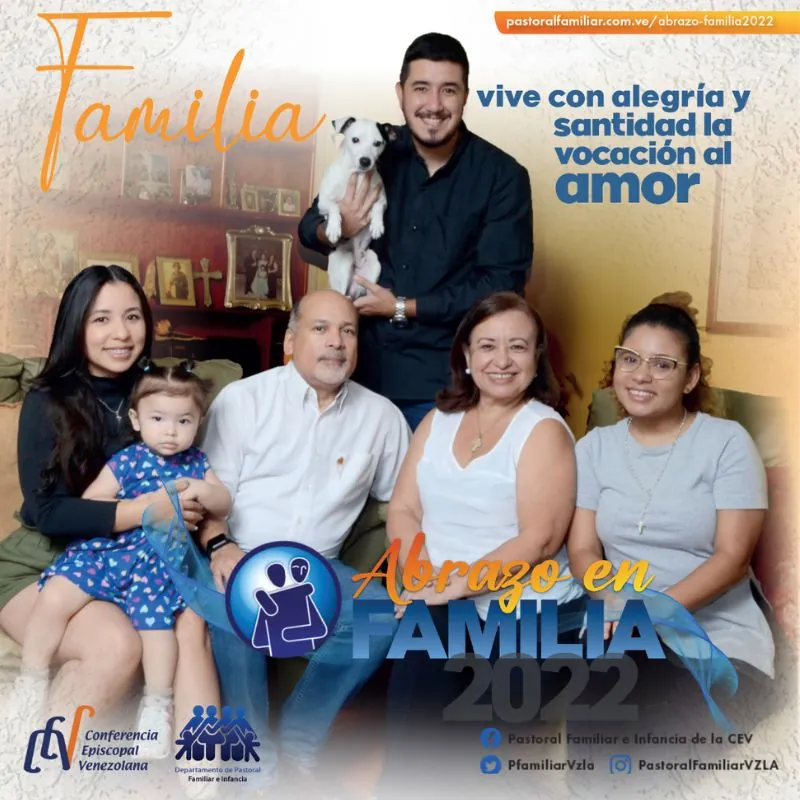 pastoralfamiliar.com.ve/abrazo-familia2022
Familia
vive con alegría y
santidad la
vocación al
amor
Abrazo en
FAMILIA
2022
Conferencia
Episcopal
Venezolana
Departamento de Pastoral
Familiar e Infancia
Pastoral Familiar e Infancia de la CEV
PfamiliarVzla
PastoralFamiliarVZLA